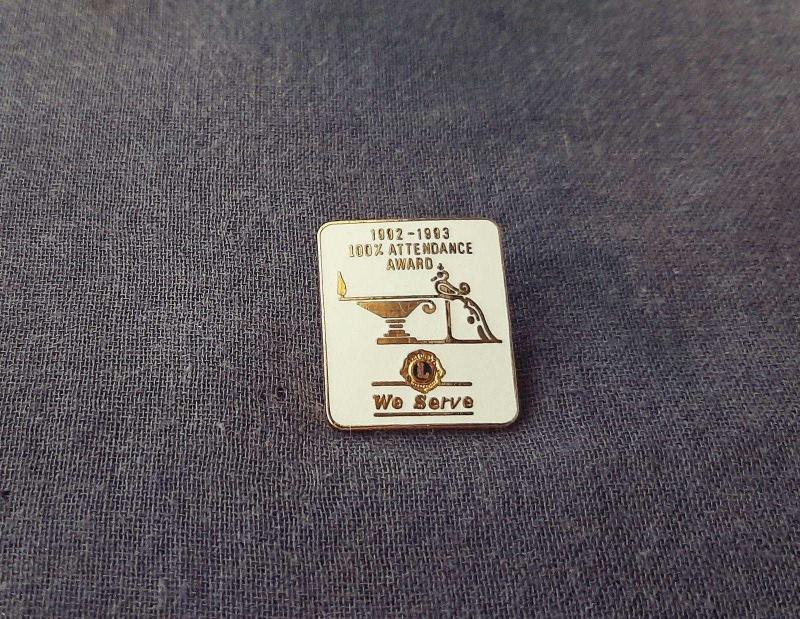 1992-1993
100% ATTENDANCE
AWARD
L
We Serve